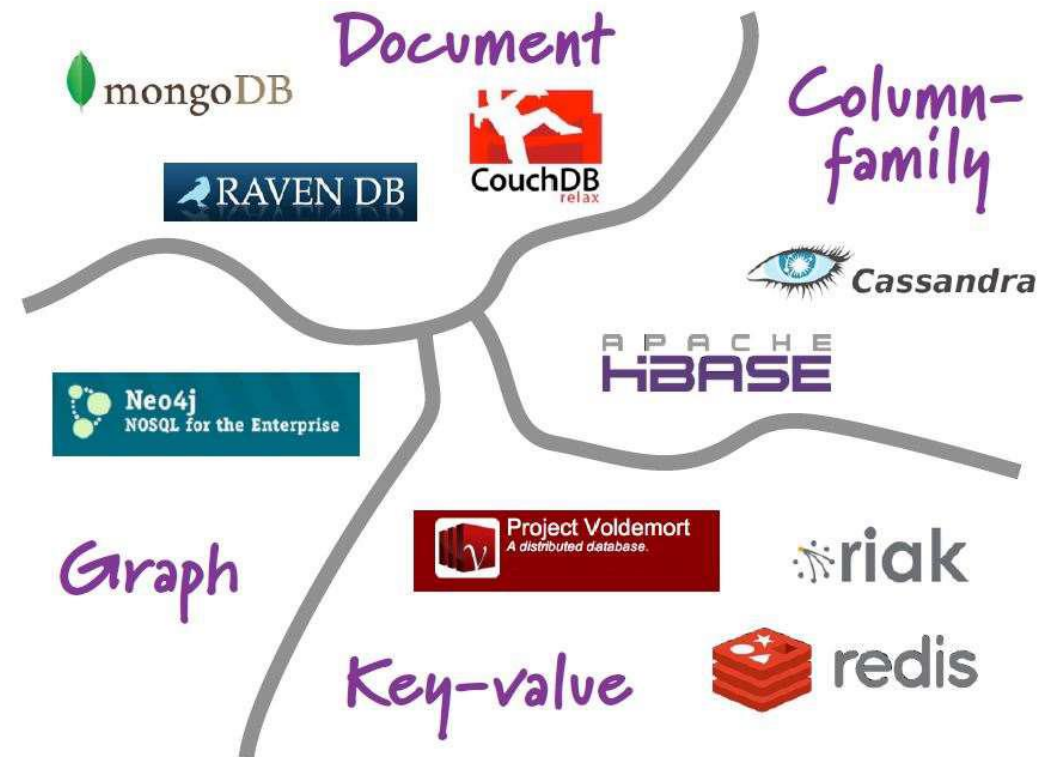 Document
mongoDB
RAVEN DB
CouchDB
relax
Column-
family
Cassandra
APACHE
HBASE
Neo4j
NOSQL for the Enterprise
Graph
Project Voldemort
A distributed database.
V
riak
redis
Key-value